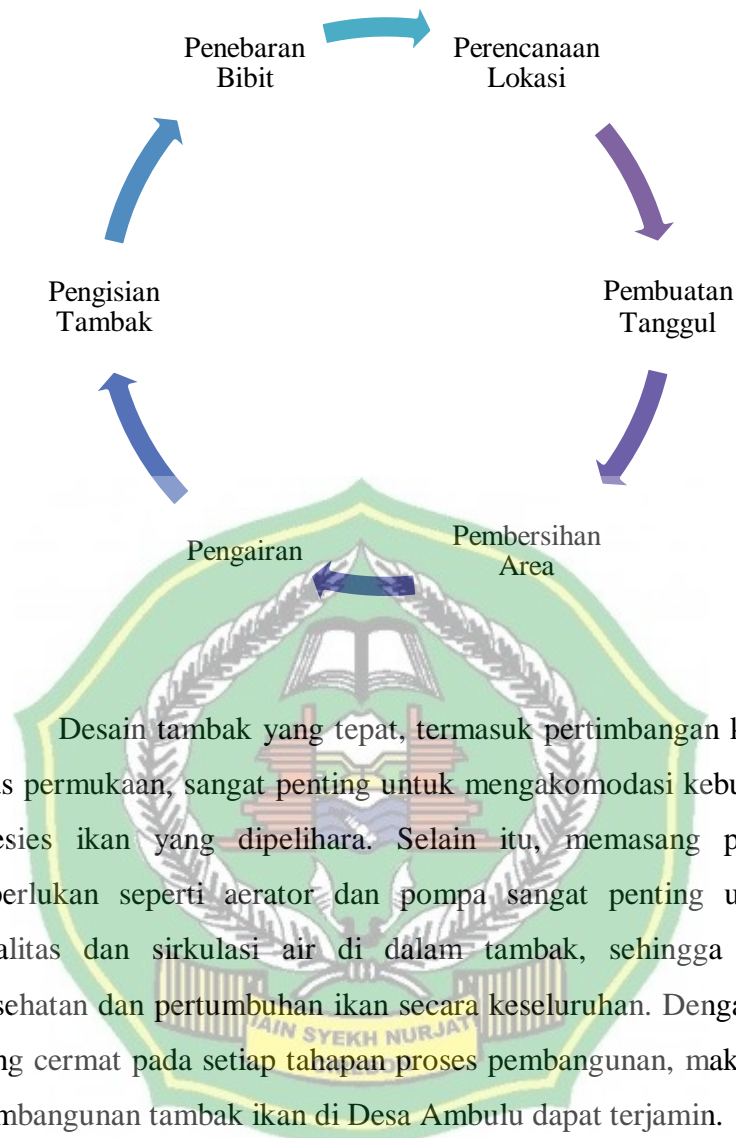 Penebaran
Bibit
Perencanaan
Lokasi
Pembuatan
Tanggul
Pembersihan
Area
Pengairan
Pengisian
Tambak
Desain tambak yang tepat, termasuk pertimbangan
permukaan, sangat penting untuk mengakomodasi
ikan yang dipelihara. Selain itu, memasang
seperti aerator dan pompa sangat penting
dan sirkulasi air di dalam tambak, sehingga
dan pertumbuhan ikan secara keseluruhan.
cermat pada setiap tahapan proses pembangunan,
tambak ikan di Desa Ambulu dapat terjamin.
IAIN SYEKH NURJATI